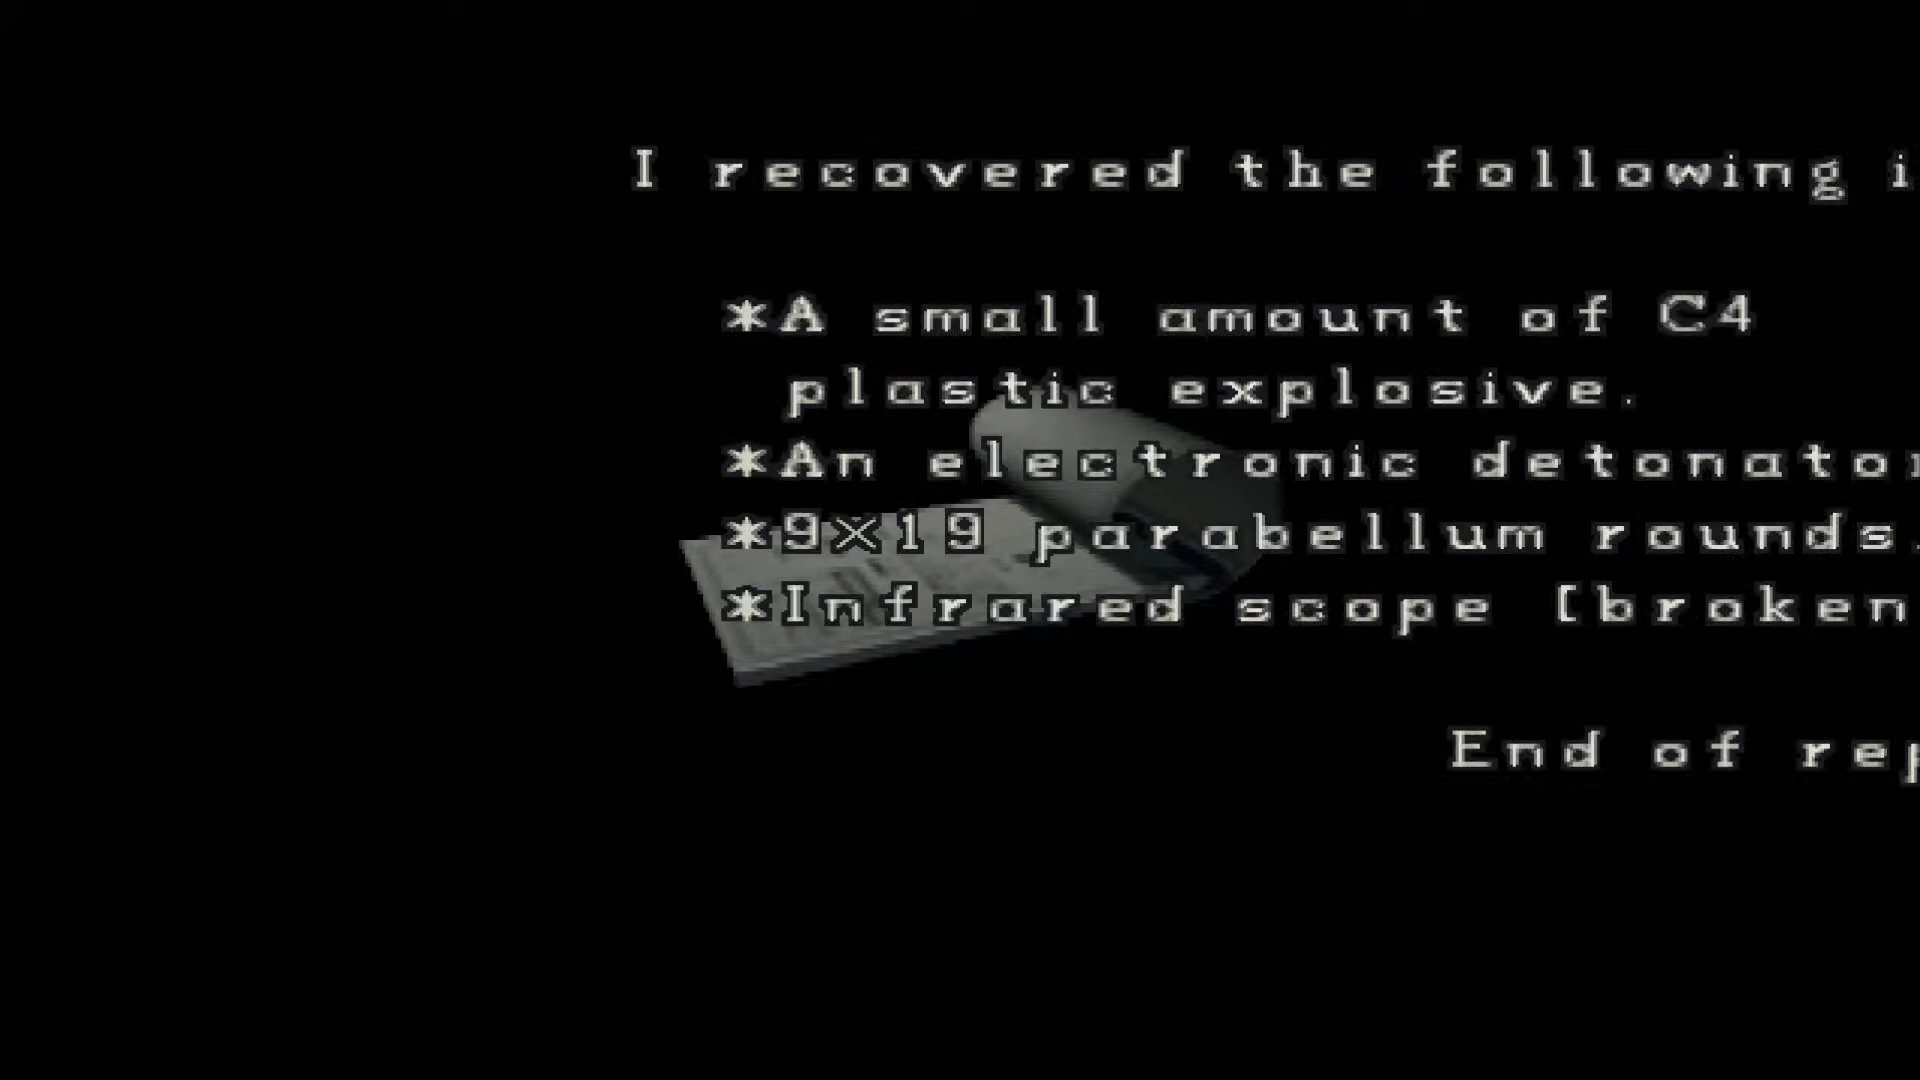 I recovered the following i
*A small amount of C4
plastic explosive.
*An electronic detonator
*9×19 parabellum rounds.
*Infrared scope [broken
End of rep